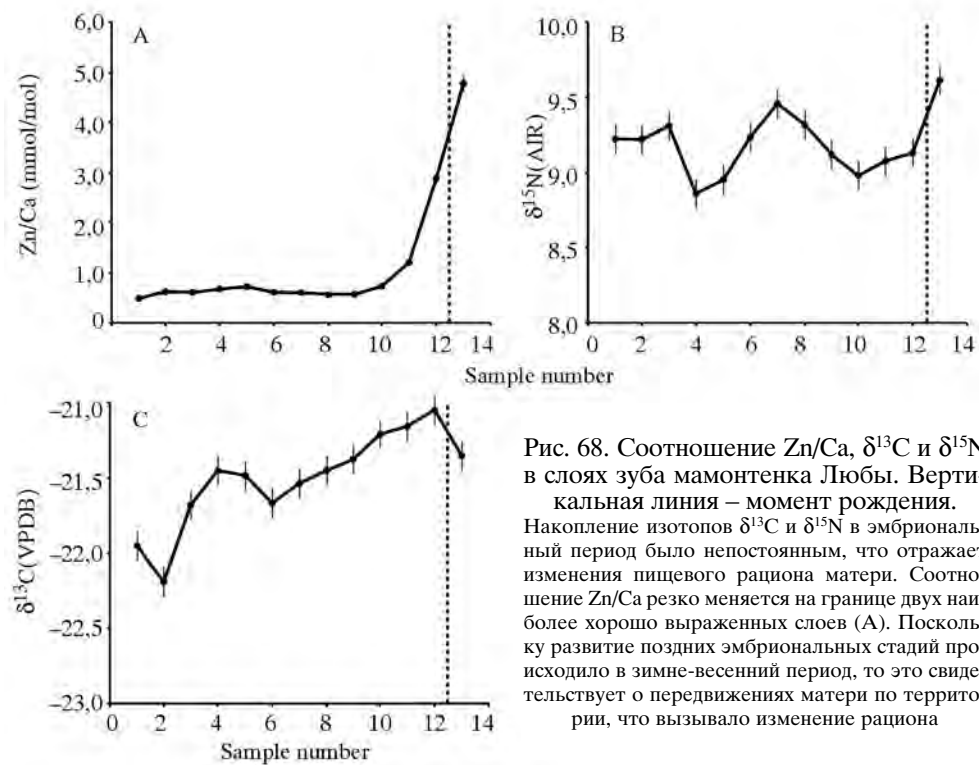 A
6,0
5,0
4,0
3,0
2,0
1,0
0
Zn/Ca (mmol/mol)
2 4 6 8 10 12 14
B
10,0
9,5
9,0
8,5
8,0
δ¹⁵N(AIR)
0 2 4 6 8 10 12 14
Sample number
C
–21,0
–21,5
–22,0
–22,5
–23.0
δ¹³C(VPDB)
0 2 4 6 8 10 12 14
Sample number
Рис. 68. Соотношение Zn/Ca, δ¹³C и δ¹⁵N
в слоях зуба мамонтенка Любы. Верти-
кальная линия – момент рождения.
Накопление изотопов δ¹³C и δ¹⁵N в эмбриональ-
ный период было непостоянным, что отражает
изменения пищевого рациона матери. Соотно-
шение Zn/Ca резко меняется на границе двух наи-
более хорошо выраженных слоев (А). Посколь-
ку развитие поздних эмбриональных стадий про-
исходило в зимне-весенний период, то это свиде-
тельствует о передвижениях матери по террито-
рии, что вызывало изменение рациона